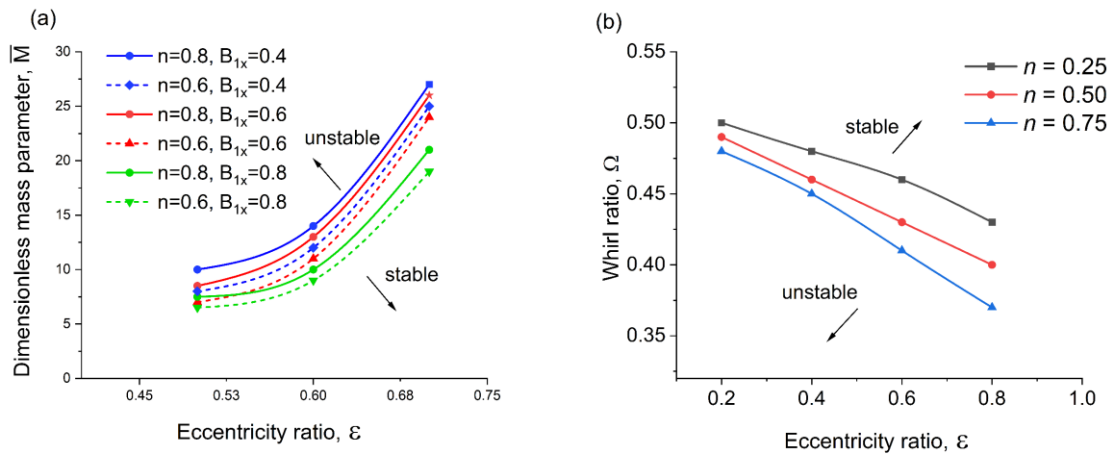 (a)
Dimensionless mass parameter, M̅
30
25
20
15
10
5
0
n=0.8, B₁ₓ=0.4
n=0.6, B₁ₓ=0.4
n=0.8, B₁ₓ=0.6
n=0.6, B₁ₓ=0.6
n=0.8, B₁ₓ=0.8
n=0.6, B₁ₓ=0.8
unstable
stable
0.45 0.53 0.60 0.68 0.75
Eccentricity ratio, ε
(b)
Whirl ratio, Ω
0.55
0.50
0.45
0.40
0.35
n = 0.25
n = 0.50
n = 0.75
stable
unstable
0.2 0.4 0.6 0.8 1.0
Eccentricity ratio, ε